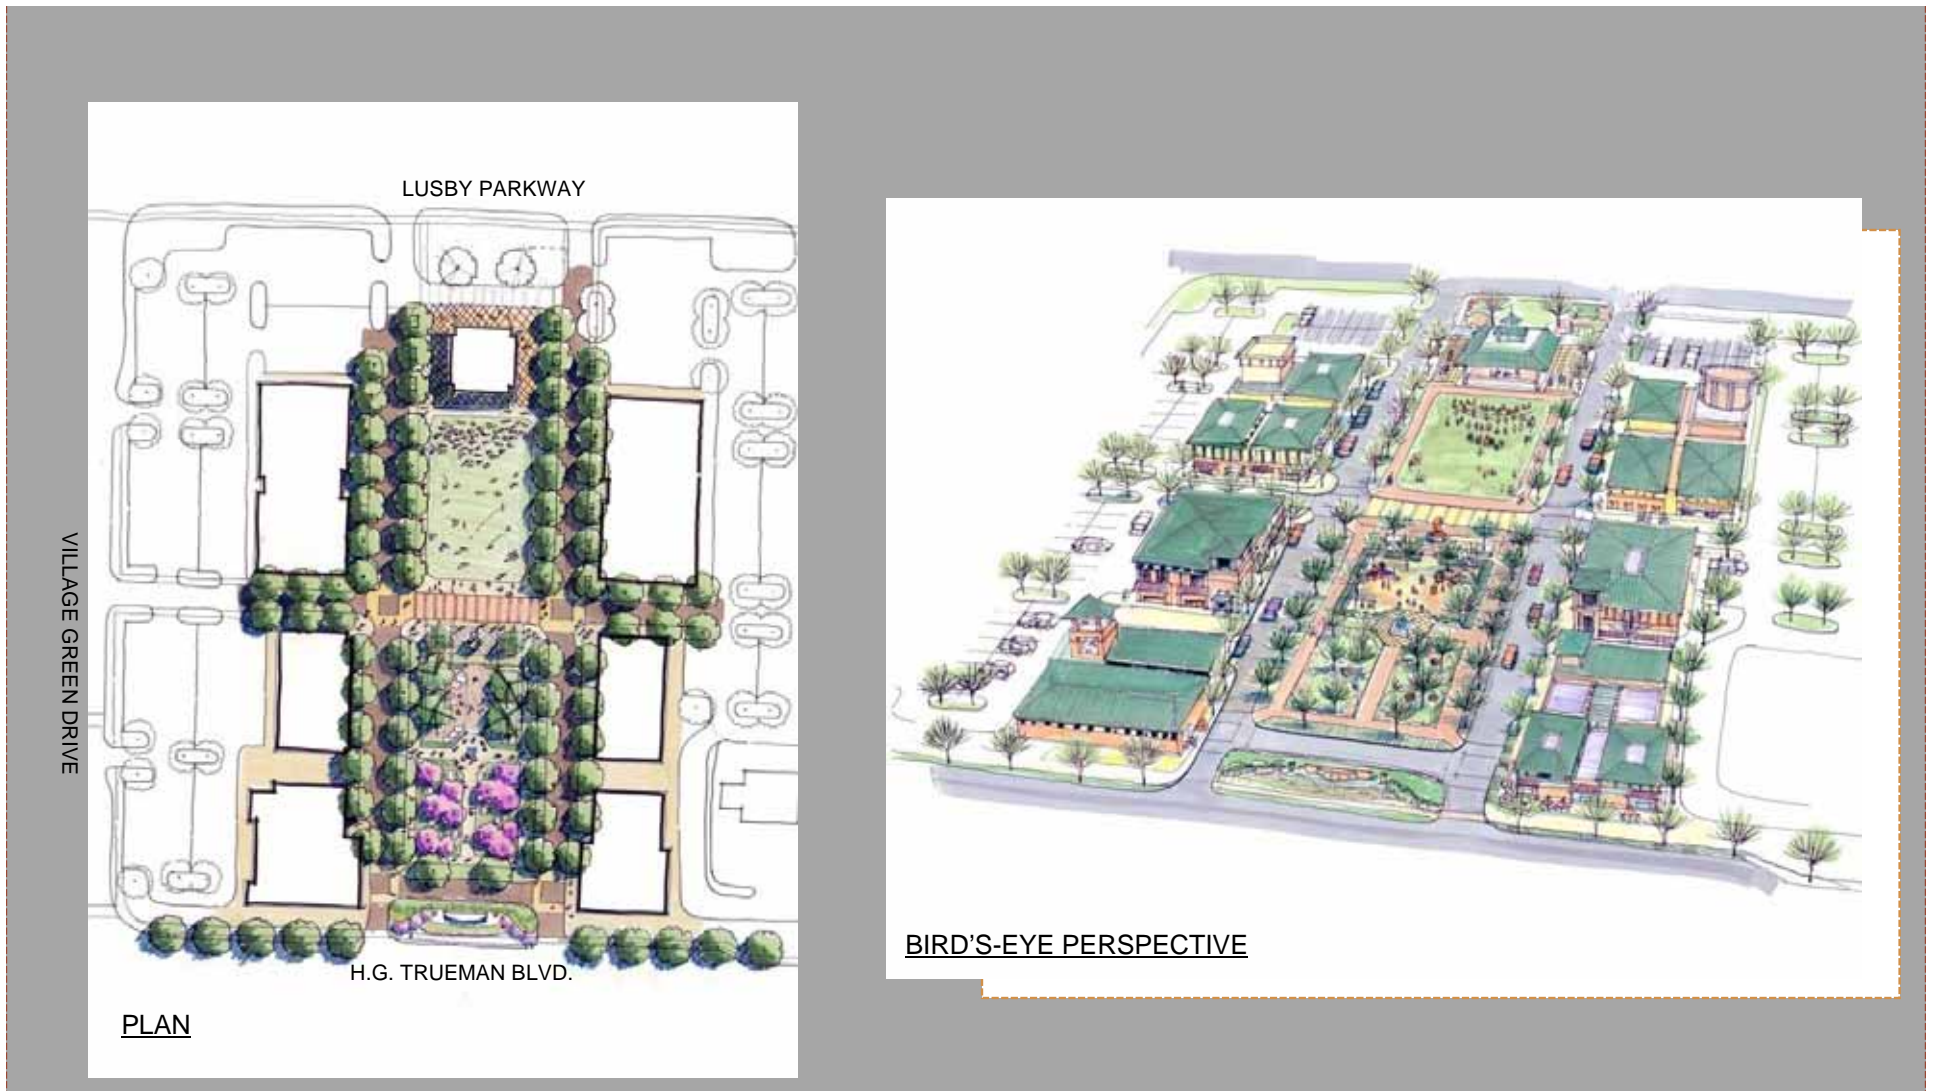 LUSBY PARKWAY
VILLAGE GREEN DRIVE
H.G. TRUEMAN BLVD.
PLAN
BIRD'S-EYE PERSPECTIVE